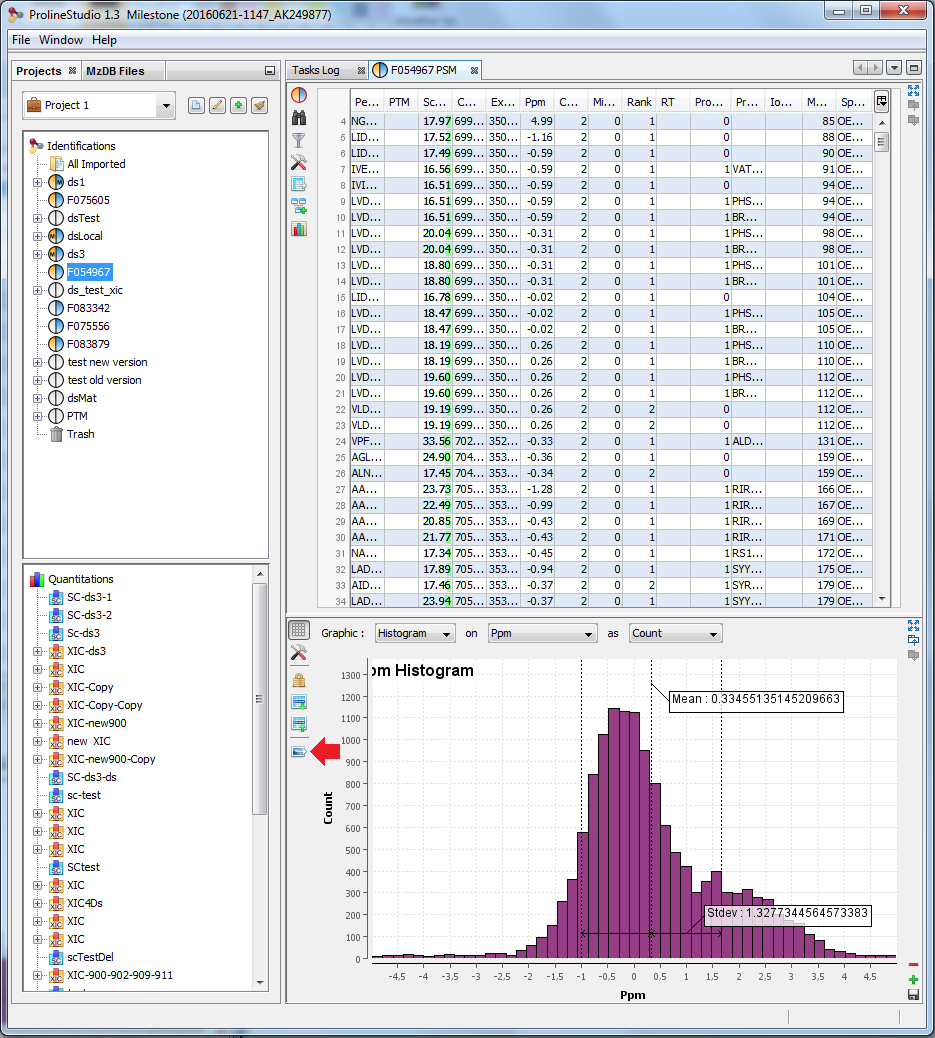 ProlineStudio 1.3 Milestone (20160621-1147_AK249877)
File Window Help
Projects MzDB Files
Project 1
Identifications
All Imported
M ds1
F075605
dsTest
M dsLocal
M ds3
F054967
ds_test_xic
F083342
F075556
F083879
test new version
test old version
dsMat
PTM
Trash
Quantitations
SC SC-ds3-1
SC SC-ds3-2
SC Sc-ds3
XIC XIC-ds3
XIC XIC
XIC XIC-Copy
XIC XIC-Copy-Copy
XIC XIC-new900
XIC new XIC
XIC XIC-new900-Copy
SC SC-ds3-ds
SC sc-test
XIC XIC
XIC XIC
XIC XIC
SC SCtest
XIC XIC
XIC XIC4Ds
XIC XIC
XIC XIC
SC scTestDel
XIC XIC-900-902-909-911
Tasks Log F054967 PSM
Pe... PTM Sc... C... Ex... Ppm C... Mi... Rank RT Pro... Pr... Io... M... Sp...
4 NG... 17.97 699... 350... 4.99 2 0 1 0 85 OE...
5 LID... 17.52 699... 350... -1.16 2 0 1 0 88 OE...
6 LID... 17.49 699... 350... -0.59 2 0 1 0 90 OE...
7 IVE... 16.56 699... 350... -0.59 2 0 1 1 VAT... 91 OE...
8 IVI... 16.51 699... 350... -0.59 2 0 1 0 94 OE...
9 LVD... 16.51 699... 350... -0.59 2 0 1 1 PHS... 94 OE...
10 LVD... 16.51 699... 350... -0.59 2 0 1 1 BR... 94 OE...
11 LVD... 20.04 699... 350... -0.31 2 0 1 1 PHS... 98 OE...
12 LVD... 20.04 699... 350... -0.31 2 0 1 1 BR... 98 OE...
13 LVD... 18.80 699... 350... -0.31 2 0 1 1 PHS... 101 OE...
14 LVD... 18.80 699... 350... -0.31 2 0 1 1 BR... 101 OE...
15 LID... 16.78 699... 350... -0.02 2 0 1 0 104 OE...
16 LVD... 18.47 699... 350... -0.02 2 0 1 1 PHS... 105 OE...
17 LVD... 18.47 699... 350... -0.02 2 0 1 1 BR... 105 OE...
18 LVD... 18.19 699... 350... 0.26 2 0 1 1 PHS... 110 OE...
19 LVD... 18.19 699... 350... 0.26 2 0 1 1 BR... 110 OE...
20 LVD... 19.60 699... 350... 0.26 2 0 1 1 PHS... 112 OE...
21 LVD... 19.60 699... 350... 0.26 2 0 1 1 BR... 112 OE...
22 VLD... 19.19 699... 350... 0.26 2 0 2 0 112 OE...
23 VLD... 19.19 699... 350... 0.26 2 0 2 0 112 OE...
24 VPF... 33.56 702... 352... -0.33 2 0 1 1 ALD... 131 OE...
25 AGL... 24.90 704... 353... -0.36 2 0 1 0 159 OE...
26 ALN... 17.45 704... 353... -0.34 2 0 2 0 159 OE...
27 AA... 23.73 705... 353... -1.28 2 0 1 1 RIR... 166 OE...
28 AA... 22.49 705... 353... -0.99 2 0 1 1 RIR... 167 OE...
29 AA... 20.85 705... 353... -0.43 2 0 1 1 RIR... 169 OE...
30 AA... 21.77 705... 353... -0.43 2 0 1 1 RIR... 171 OE...
31 NA... 17.34 705... 353... -0.45 2 0 1 1 RS1... 172 OE...
32 LAD... 17.89 705... 353... -0.94 2 0 1 1 SYY... 175 OE...
33 AID... 17.46 705... 353... -0.37 2 0 2 1 SYR... 179 OE...
34 LAD... 23.94 705... 353... -0.37 2 0 1 1 SYY... 179 OE...
Graphic : Histogram on Ppm as Count
om Histogram
Mean : 0.33455135145209663
Stdev : 1.3277344564573383
Count
1300
1200
1100
1000
900
800
700
600
500
400
300
200
100
0
-4,5 -4 -3,5 -3 -2,5 -2 -1,5 -1 -0,5 0 0,5 1 1,5 2 2,5 3 3,5 4 4,5
Ppm